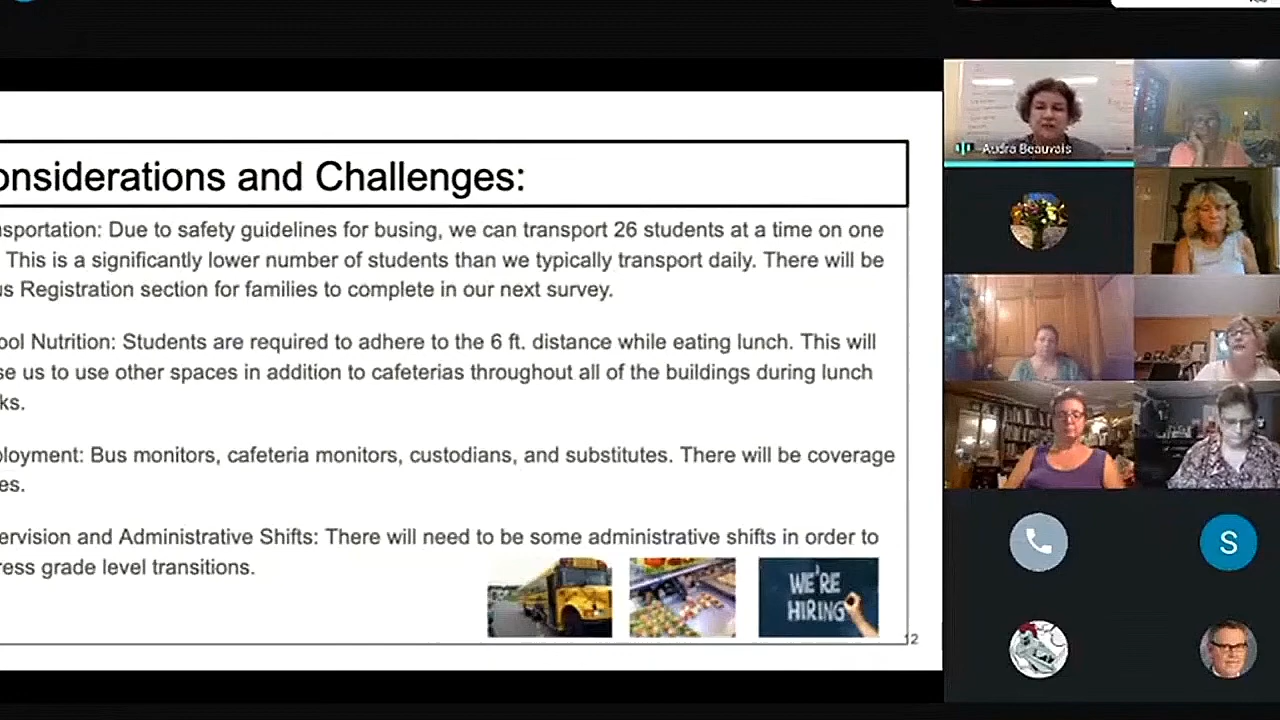 onsiderations and Challenges:
nsportation: Due to safety guidelines for busing, we can transport 26 students at a time on one
This is a significantly lower number of students than we typically transport daily. There will be
us Registration section for families to complete in our next survey.
ool Nutrition: Students are required to adhere to the 6 ft. distance while eating lunch. This will
se us to use other spaces in addition to cafeterias throughout all of the buildings during lunch
ks.
ployment: Bus monitors, cafeteria monitors, custodians, and substitutes. There will be coverage
es.
ervision and Administrative Shifts: There will need to be some administrative shifts in order to
ress grade level transitions.
WE'RE
HIRING
12
Audra Beauvais
S